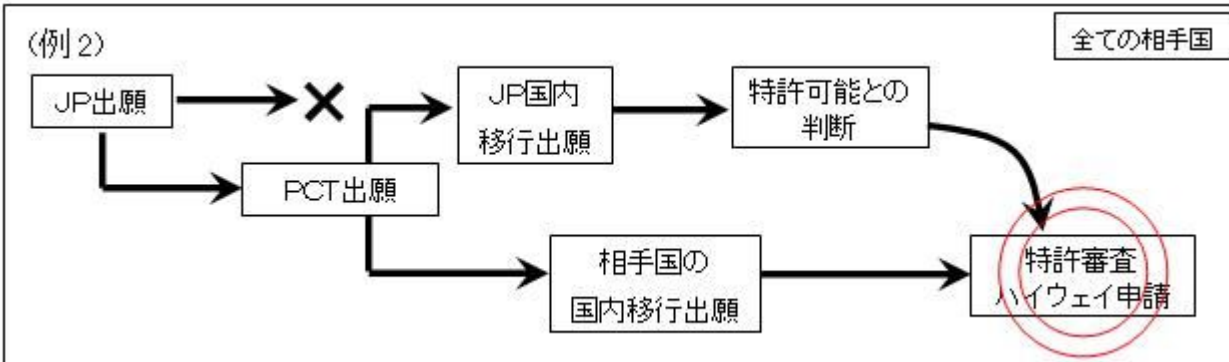 (例2)
全ての相手国
JP出願
JP国内
移行出願
特許可能との
判断
PCT出願
相手国の
国内移行出願
特許審査
ハイウェイ申請